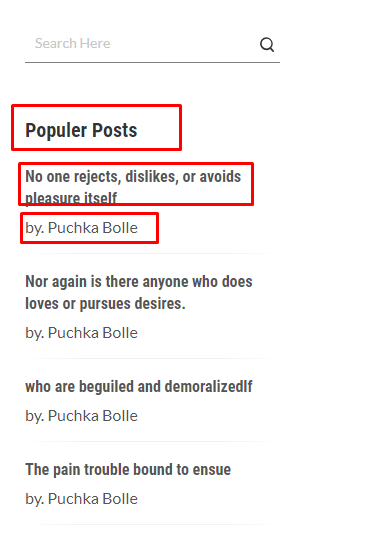 Search Here
Populer Posts
No one rejects, dislikes, or avoids
pleasure itself
by. Puchka Bolle
Nor again is there anyone who does
loves or pursues desires.
by. Puchka Bolle
who are beguiled and demoralizedlf
by. Puchka Bolle
The pain trouble bound to ensue
by. Puchka Bolle